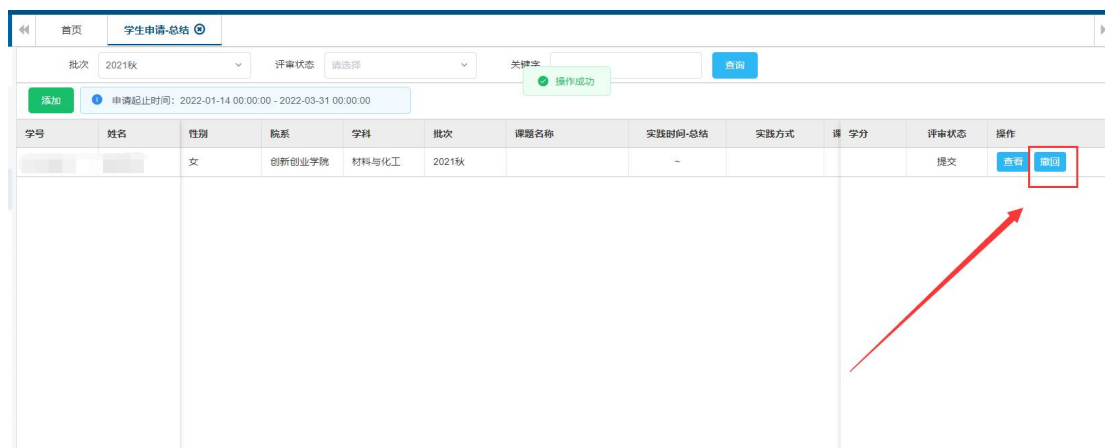 首页 学生申请-总结
批次 2021秋 评审状态 请选择 关键字 查询
操作成功
添加 申请起止时间: 2022-01-14 00:00:00 - 2022-03-31 00:00:00
学号 姓名 性别 院系 学科 批次 课题名称 实践时间-总结 实践方式 课 学分 评审状态 操作
女 创新创业学院 材料与化工 2021秋 ~ 提交 查看 撤回